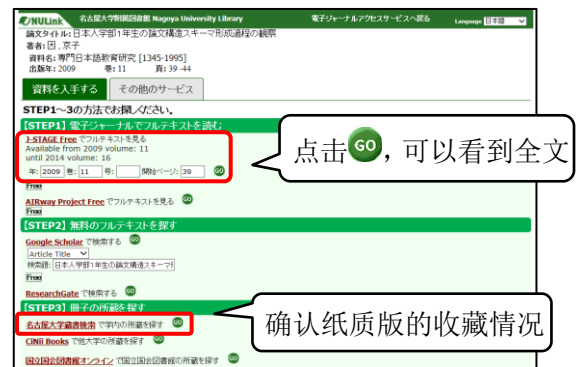 NULink 名古屋大学附属図書館 Nagoya University Library 電子ジャーナルアクセスサービスへ戻る Language 日本語
論文タイトル: 日本人学部1年生の論文構造スキーマ形成過程の観察
著者: 因, 京子
資料名: 専門日本語教育研究 [1345-1995]
出版年: 2009 巻: 11 頁: 39-44
資料を入手する その他のサービス
STEP1~3の方法でお探しください。
【STEP1】電子ジャーナルでフルテキストを読む
J-STAGE Free でフルテキストを見る
Available from 2009 volume: 11
until 2014 volume: 16
年: 2009 巻: 11 号: 開始ページ: 39 GO
Free
AIRway Project Free でフルテキストを見る GO
Free
【STEP2】無料のフルテキストを探す
Google Scholar で検索する GO
Article Title
検索語: 日本人学部1年生の論文構造スキーマ形
Free
ResearchGate で検索する GO
【STEP3】冊子の所蔵を探す
名古屋大学蔵書検索 で学内の所蔵を探す GO
CiNii Books で他大学の所蔵を探す GO
国立国会図書館オンライン で国立国会図書館の所蔵を探す GO
点击GO，可以看到全文
确认纸质版的收藏情况